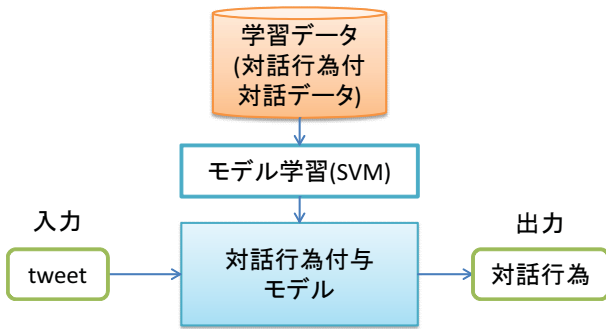 学習データ
(対話行為付
対話データ)
モデル学習(SVM)
入力
tweet
対話行為付与
モデル
出力
対話行為